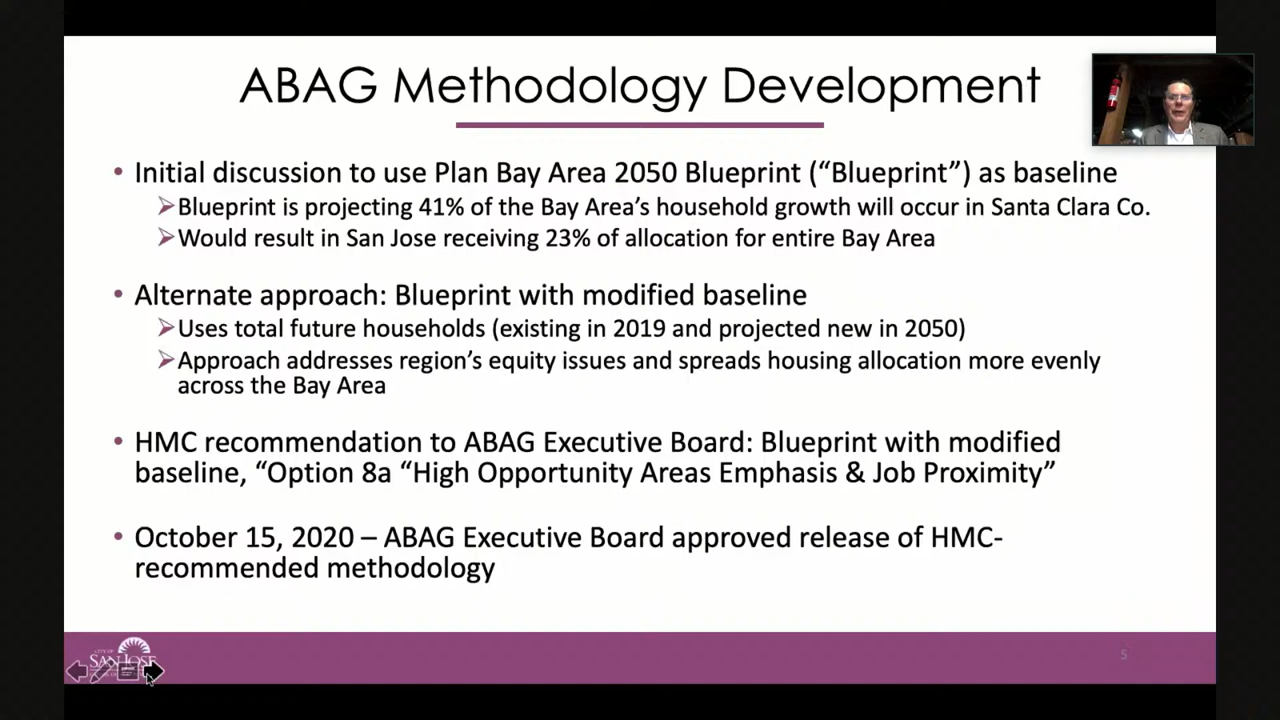 ABAG Methodology Development
• Initial discussion to use Plan Bay Area 2050 Blueprint (“Blueprint”) as baseline
➢Blueprint is projecting 41% of the Bay Area’s household growth will occur in Santa Clara Co.
➢Would result in San Jose receiving 23% of allocation for entire Bay Area
• Alternate approach: Blueprint with modified baseline
➢Uses total future households (existing in 2019 and projected new in 2050)
➢Approach addresses region’s equity issues and spreads housing allocation more evenly
across the Bay Area
• HMC recommendation to ABAG Executive Board: Blueprint with modified
baseline, “Option 8a “High Opportunity Areas Emphasis & Job Proximity”
• October 15, 2020 – ABAG Executive Board approved release of HMC-
recommended methodology
CITY OF
SAN JOSE
5